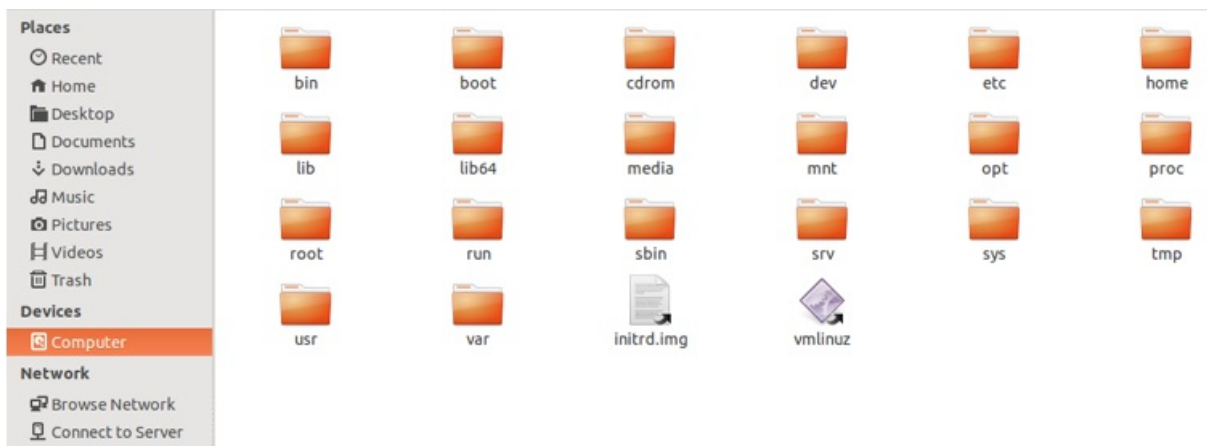 Places
Recent
Home
Desktop
Documents
Downloads
Music
Pictures
Videos
Trash
Devices
Computer
Network
Browse Network
Connect to Server
bin boot cdrom dev etc home
lib lib64 media mnt opt proc
root run sbin srv sys tmp
usr var initrd.img vmlinuz